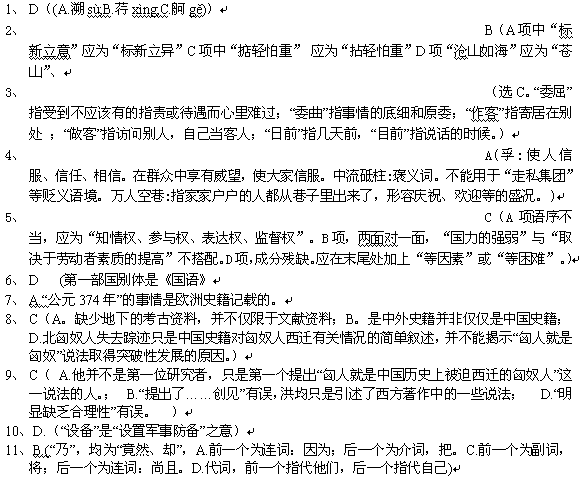 1、 D（(A.溯 sù;B.荇 xìng;C.舸 gě)）
2、 B（A 项中“标
新立意”应为“标新立异”C 项中“掂轻怕重” 应为“拈轻怕重”D 项“沧山如海”应为“苍
山”、
3、 （选 C。“委屈”
指受到不应该有的指责或待遇而心里难过；“委曲”指事情的底细和原委；“作客”指寄居在别
处 ；“做客”指访问别人，自己当客人；“日前”指几天前，“目前”指说话的时候。）
4、 A(孚：使人信
服、信任、相信。在群众中享有威望，使大家信服。中流砥柱:褒义词。不能用于“走私集团”
等贬义语境。万人空巷:指家家户户的人都从巷子里出来了，形容庆祝、欢迎等的盛况。)
5、 C（A 项语序不
当，应为“知情权、参与权、表达权、监督权”。B 项，两面对一面，“国力的强弱”与“取
决于劳动者素质的提高”不搭配。D 项,成分残缺。应在末尾处加上“等因素”或“等困难”。)
6、 D （第一部国别体是《国语》
7、 A.“公元 374 年”的事情是欧洲史籍记载的。
8、 C（A。缺少地下的考古资料，并不仅限于文献资料；B。是中外史籍并非仅仅是中国史籍；
D.北匈奴人失去踪迹只是中国史籍对匈奴人西迁有关情况的简单叙述，并不能揭示“匈人就是
匈奴”说法取得突破性发展的原因。）
9、 C（ A.他并不是第一位研究者，只是第一个提出“匈人就是中国历史上被迫西迁的匈奴人”这
一说法的人。; B.“提出了……创见”有误,洪均只是引述了西方著作中的一些说法； D.“明
显缺乏合理性”有误。 ）
10、D.（“设备”是“设置军事防备”之意）
11、B.(“乃”，均为“竟然、却”，A.前一个为连词：因为；后一个为介词，把。C.前一个为副词，
将；后一个为连词：尚且。D.代词，前一个指代他们，后一个指代自己)